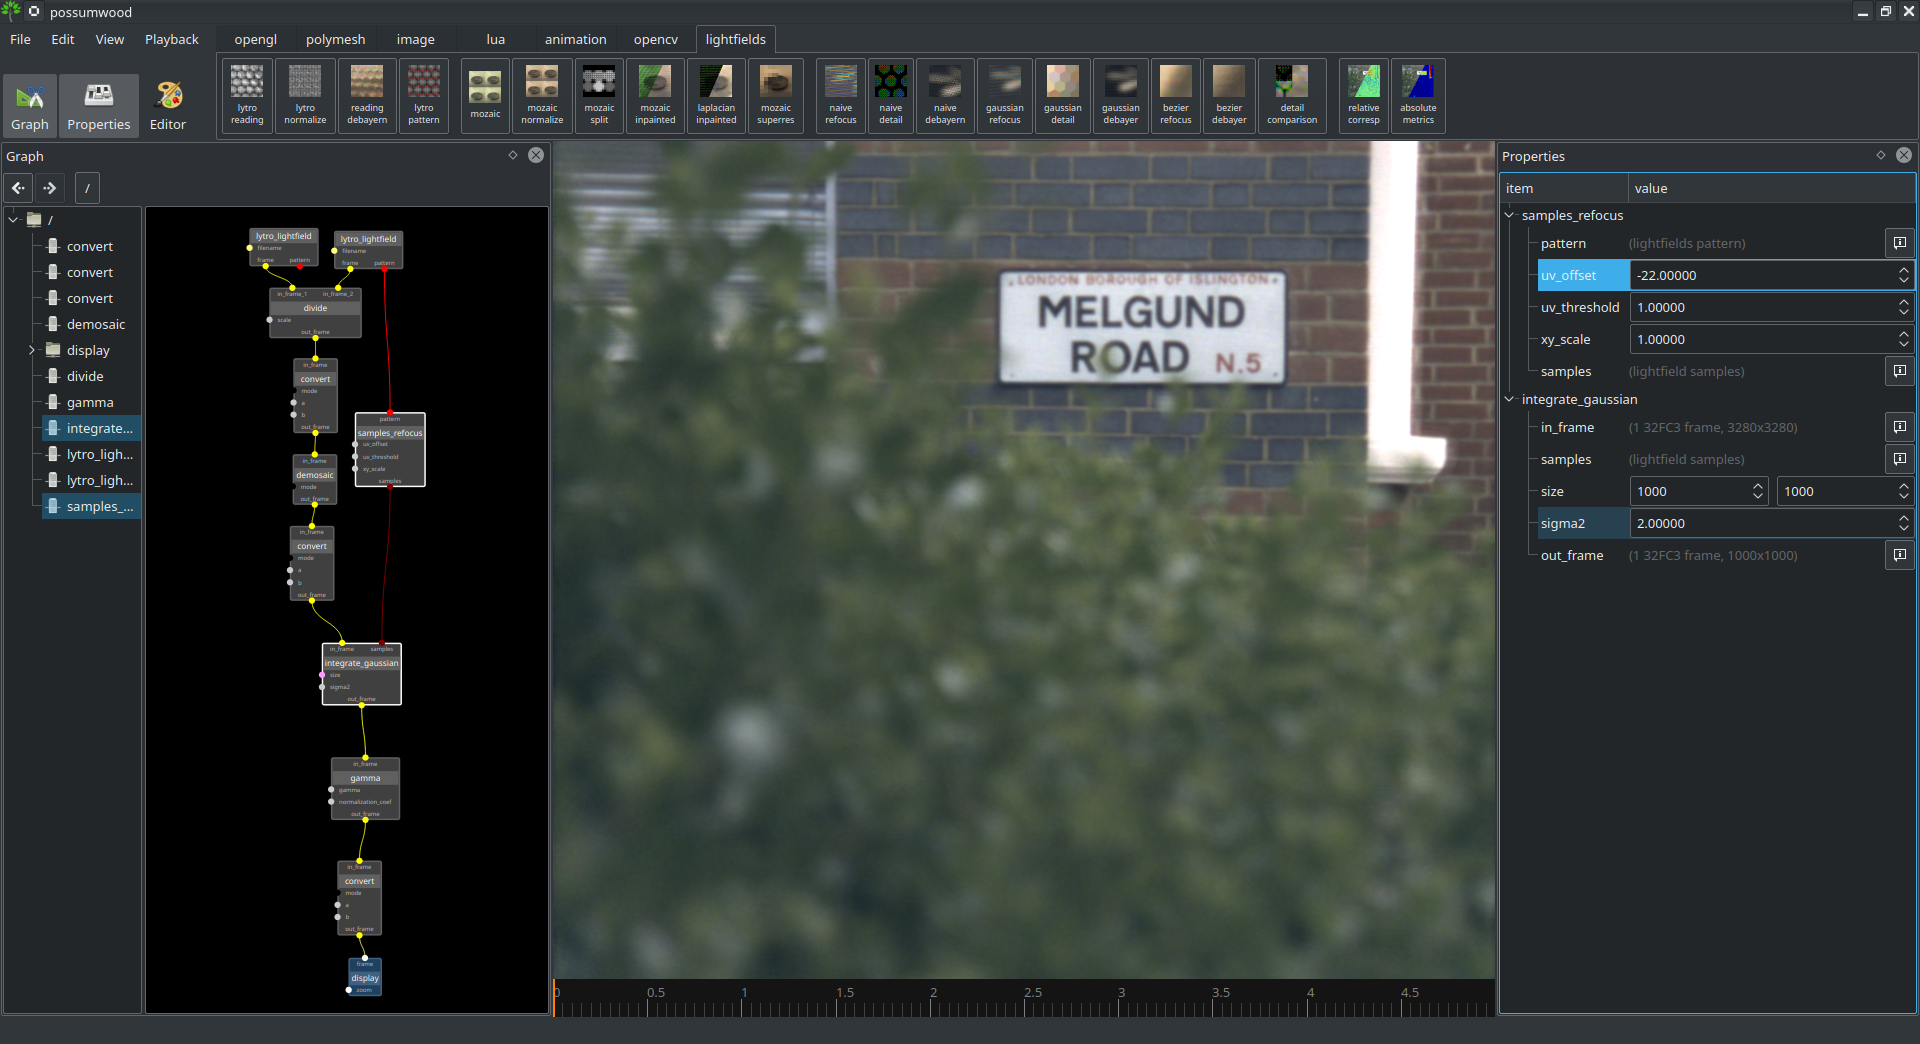 possumwood
File Edit View Playback
opengl polymesh image lua animation opencv lightfields
Graph Properties Editor
lytro reading
lytro normalize
reading debayern
lytro pattern
mozaic
mozaic normalize
mozaic split
mozaic inpainted
laplacian inpainted
mozaic superres
naive refocus
naive detail
naive debayern
gaussian refocus
gaussian detail
gaussian debayer
bezier refocus
bezier debayer
detail comparison
relative corresp
absolute metrics
Graph
/
/
convert
convert
convert
demosaic
display
divide
gamma
integrate...
lytro_ligh...
lytro_ligh...
samples_...
lytro_lightfield
filename
frame pattern
lytro_lightfield
filename
frame pattern
in_frame_1 in_frame_2
divide
scale
out_frame
in_frame
convert
mode
a
b
out_frame
pattern
samples_refocus
uv_offset
uv_threshold
xy_scale
samples
in_frame
demosaic
mode
out_frame
in_frame
convert
mode
a
b
out_frame
in_frame samples
integrate_gaussian
size
sigma2
out_frame
in_frame
gamma
gamma
normalization_coef
out_frame
in_frame
convert
mode
a
b
out_frame
frame
display
zoom
LONDON BOROUGH OF ISLINGTON
MELGUND
ROAD N.5
0 0.5 1 1.5 2 2.5 3 3.5 4 4.5
Properties
item value
samples_refocus
pattern (lightfields pattern)
uv_offset -22.00000
uv_threshold 1.00000
xy_scale 1.00000
samples (lightfield samples)
integrate_gaussian
in_frame (1 32FC3 frame, 3280x3280)
samples (lightfield samples)
size 1000 1000
sigma2 2.00000
out_frame (1 32FC3 frame, 1000x1000)